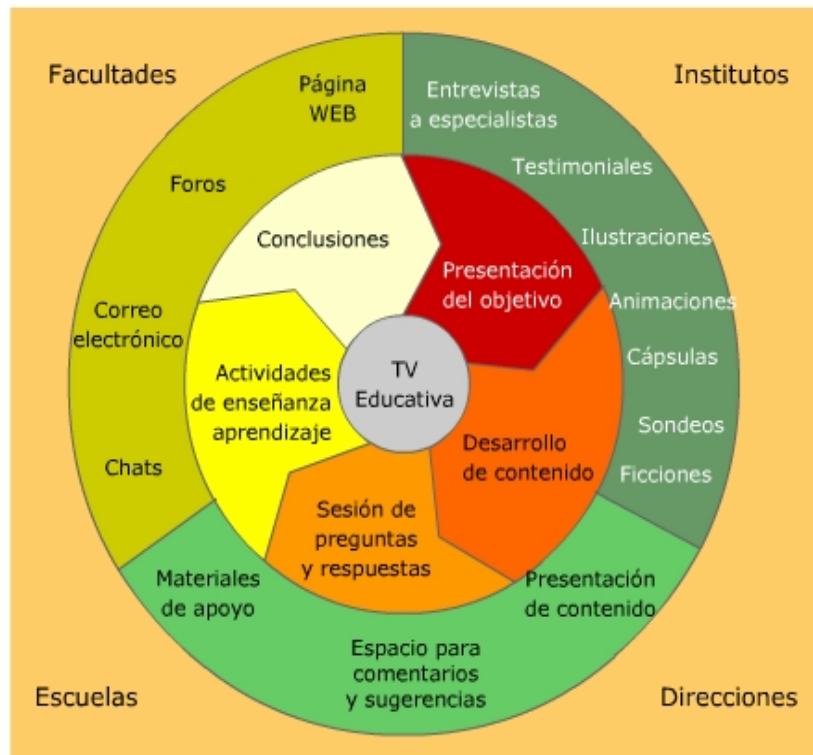 Facultades
Institutos
Página
WEB
Foros
Correo
electrónico
Chats
Entrevistas
a especialistas
Testimoniales
Ilustraciones
Animaciones
Cápsulas
Sondeos
Ficciones
Conclusiones
Presentación
del objetivo
Actividades
de enseñanza
aprendizaje
TV
Educativa
Desarrollo
de contenido
Sesión de
preguntas
y respuestas
Materiales
de apoyo
Espacio para
comentarios
y sugerencias
Presentación
de contenido
Escuelas
Direcciones